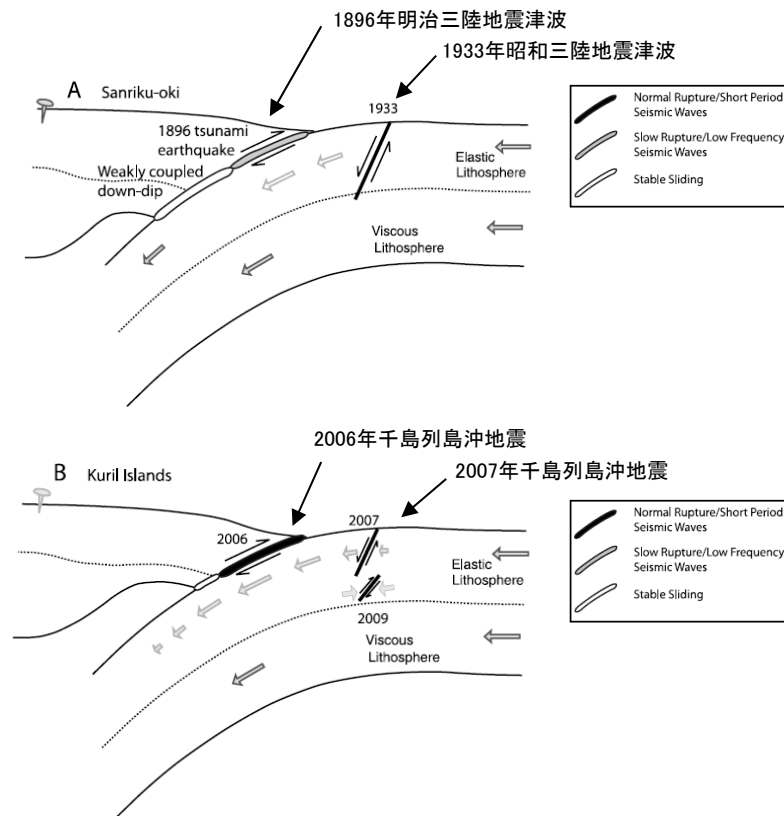 1896年明治三陸地震津波
1933年昭和三陸地震津波
A
Sanriku-oki
1933
1896 tsunami
earthquake
Weakly coupled
down-dip
Elastic
Lithosphere
Viscous
Lithosphere
Normal Rupture/Short Period
Seismic Waves
Slow Rupture/Low Frequency
Seismic Waves
Stable Sliding
2006年千島列島沖地震
2007年千島列島沖地震
B
Kuril Islands
2007
2006
Elastic
Lithosphere
2009
Viscous
Lithosphere
Normal Rupture/Short Period
Seismic Waves
Slow Rupture/Low Frequency
Seismic Waves
Stable Sliding